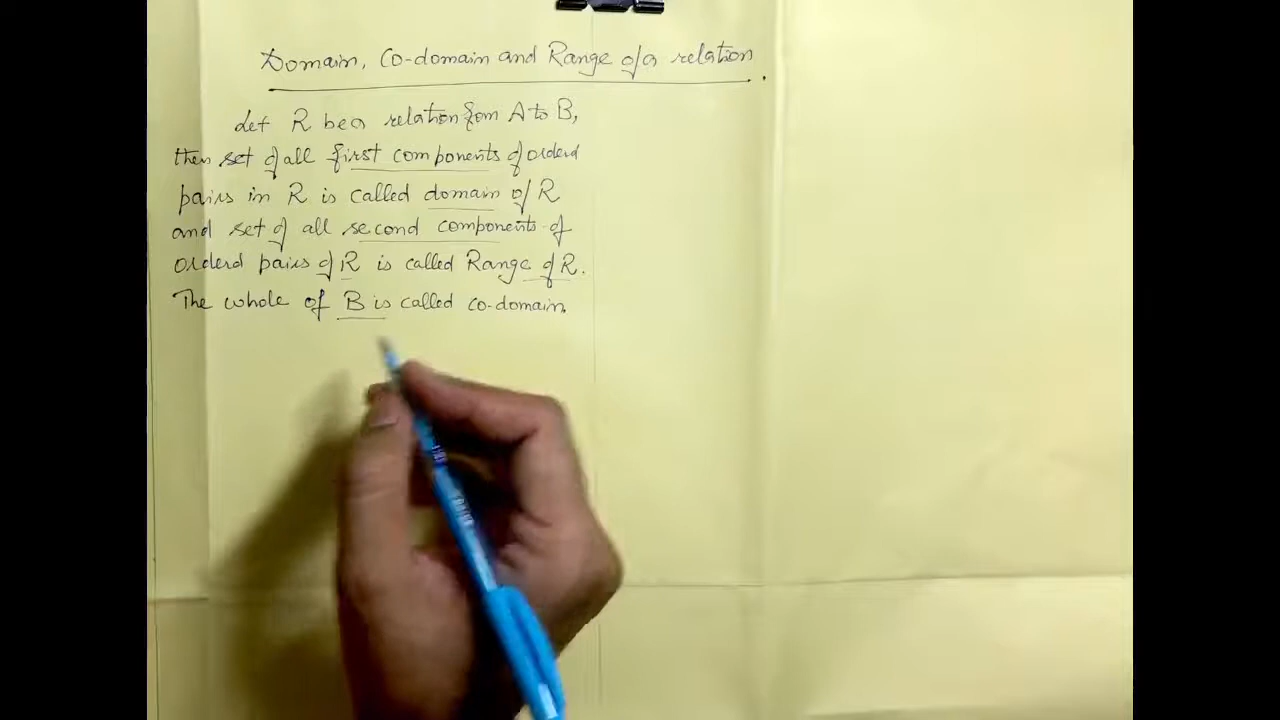 Domain, Co-domain and Range of a relation.
Let R be a relation from A to B,
then set of all first components of orderd
pairs in R is called domain of R
and set of all second components of
orderd pairs of R is called Range of R.
The whole of B is called co-domain.